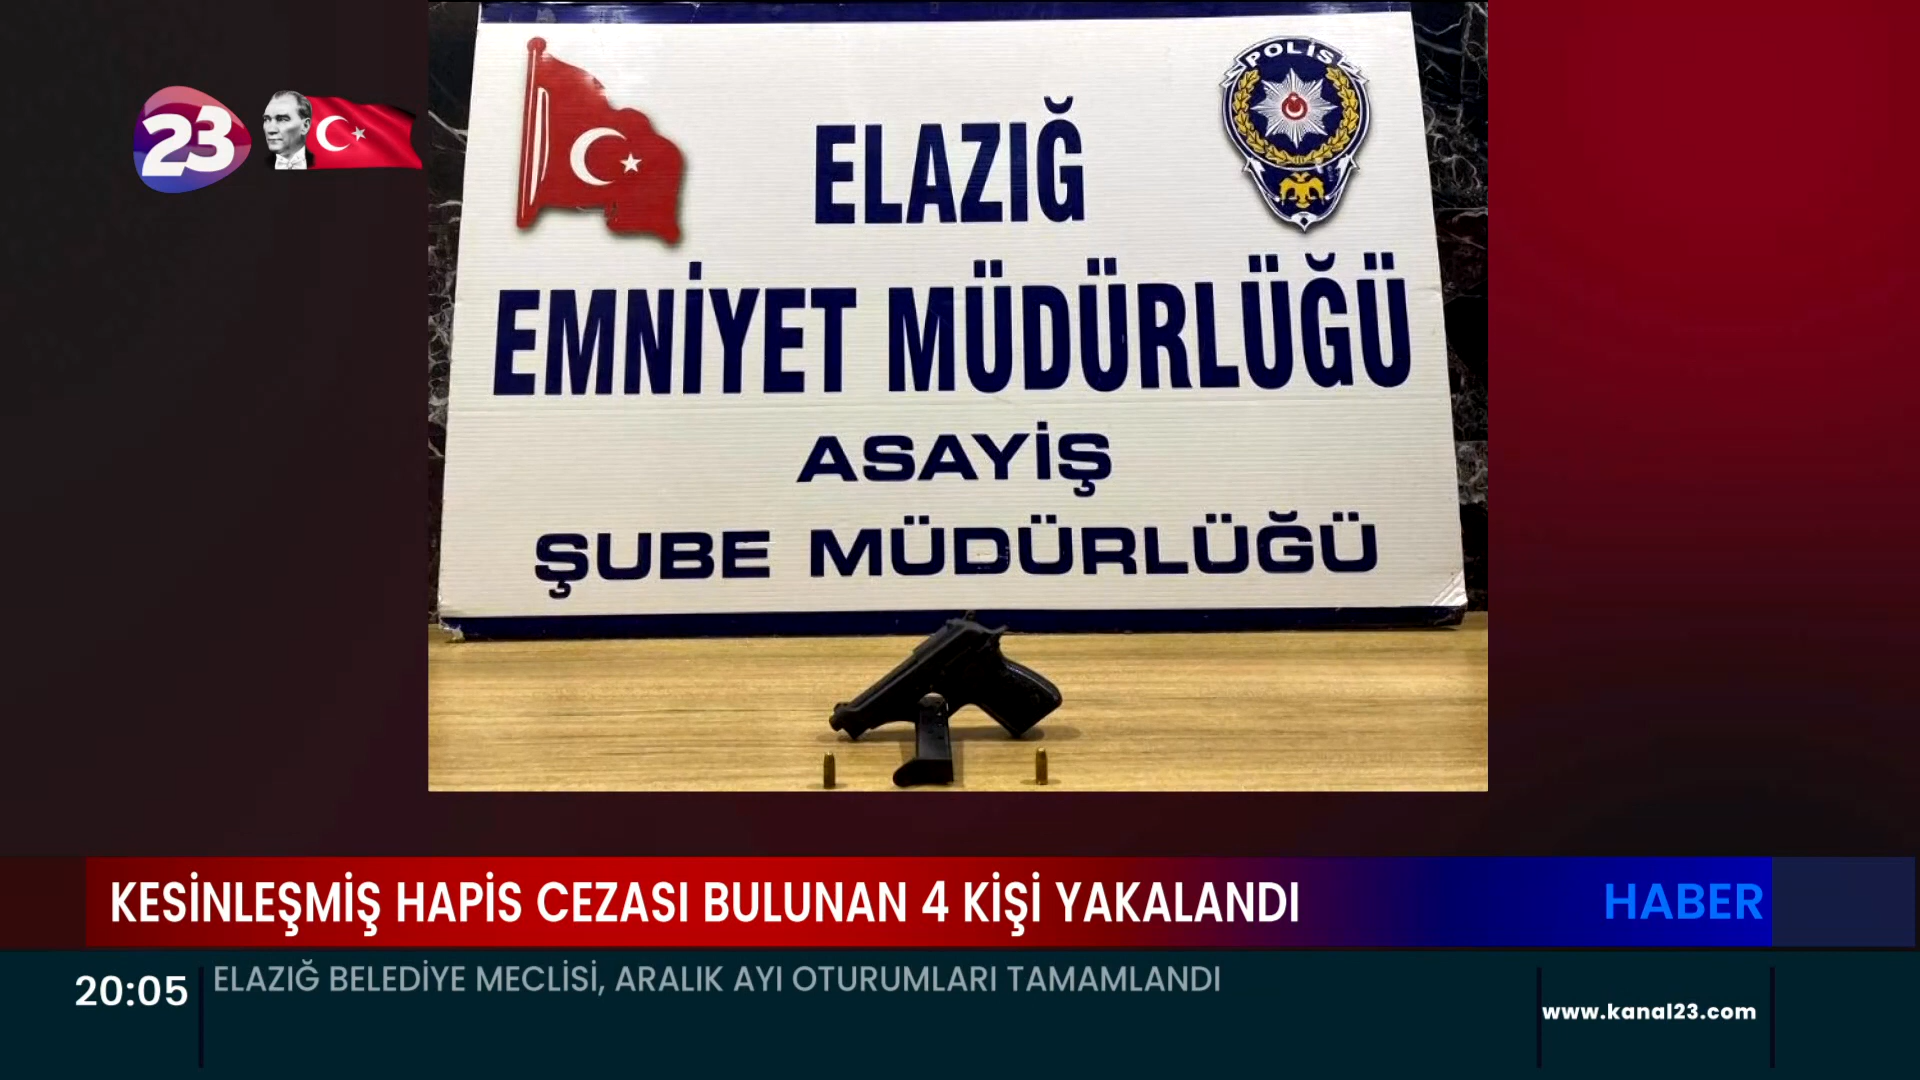 23
POLİS
ELAZIĞ
EMNİYET MÜDÜRLÜĞÜ
ASAYİŞ
ŞUBE MÜDÜRLÜĞÜ
KESİNLEŞMİŞ HAPİS CEZASI BULUNAN 4 KİŞİ YAKALANDI
HABER
20:05
ELAZIĞ BELEDİYE MECLİSİ, ARALIK AYI OTURUMLARI TAMAMLANDI
www.kanal23.com